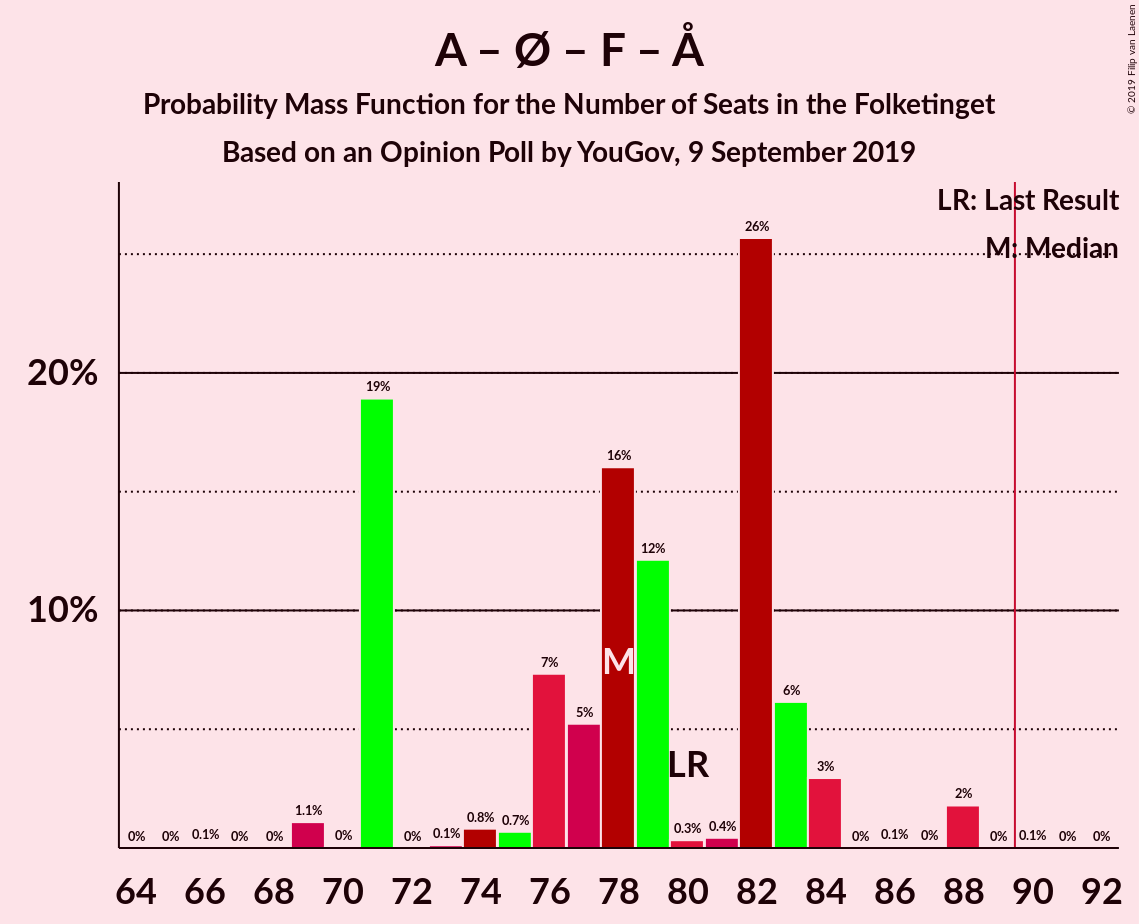 A – Ø – F – Å
Probability Mass Function for the Number of Seats in the Folketinget
Based on an Opinion Poll by YouGov, 9 September 2019
© 2019 Filip van Laenen
LR: Last Result
M: Median
20%
10%
0% 0% 0.1% 0% 0% 1.1% 0% 19% 0% 0.1% 0.8% 0.7% 7% 5% 16% 12% 0.3% 0.4% 26% 6% 3% 0% 0.1% 0% 2% 0% 0.1% 0% 0%
M
LR
64 66 68 70 72 74 76 78 80 82 84 86 88 90 92